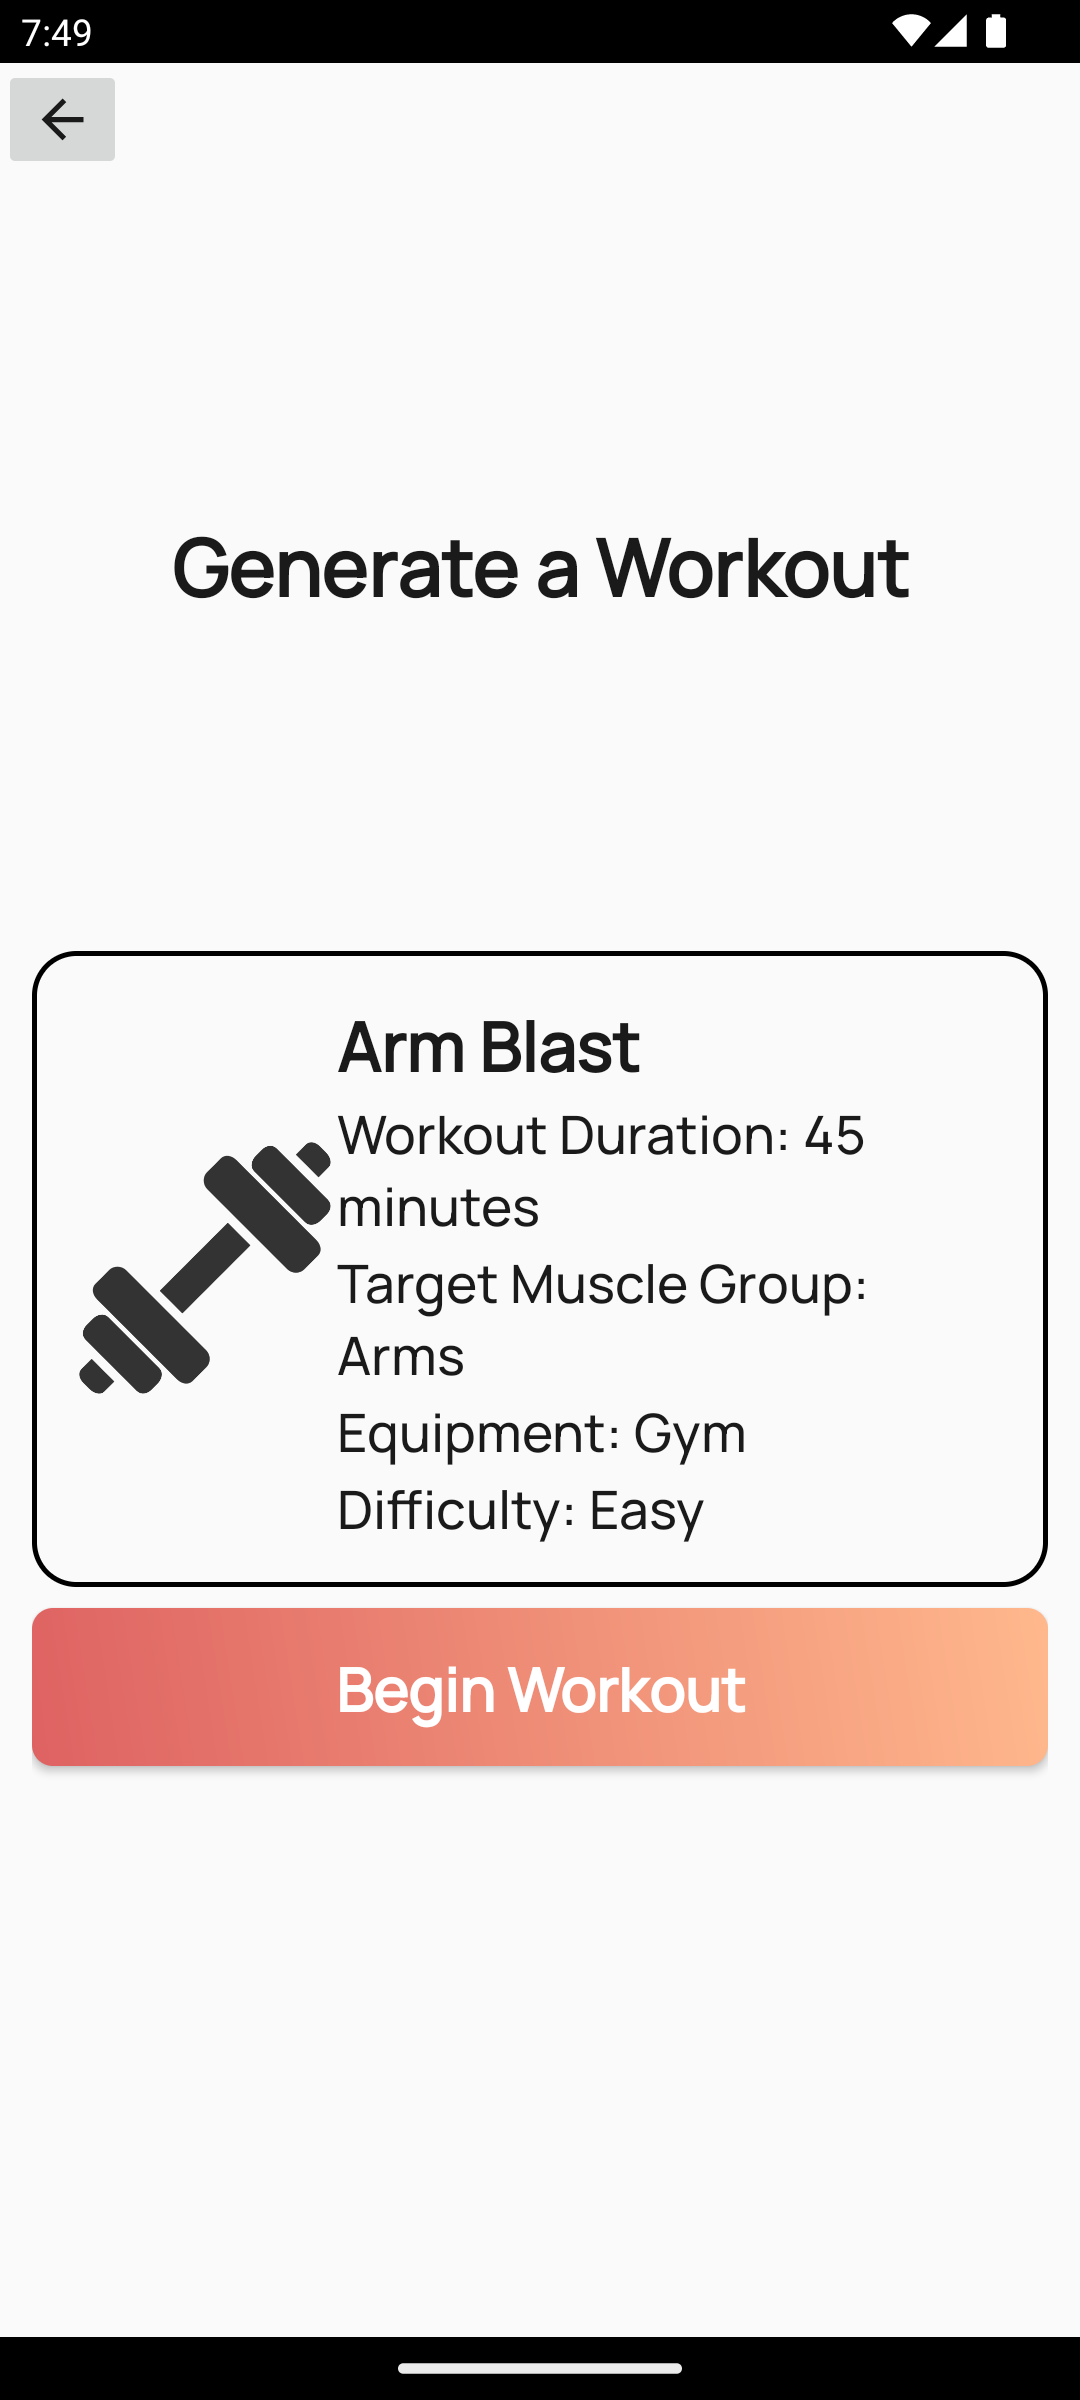 7:49
Generate a Workout
Arm Blast
Workout Duration: 45
minutes
Target Muscle Group:
Arms
Equipment: Gym
Difficulty: Easy
Begin Workout